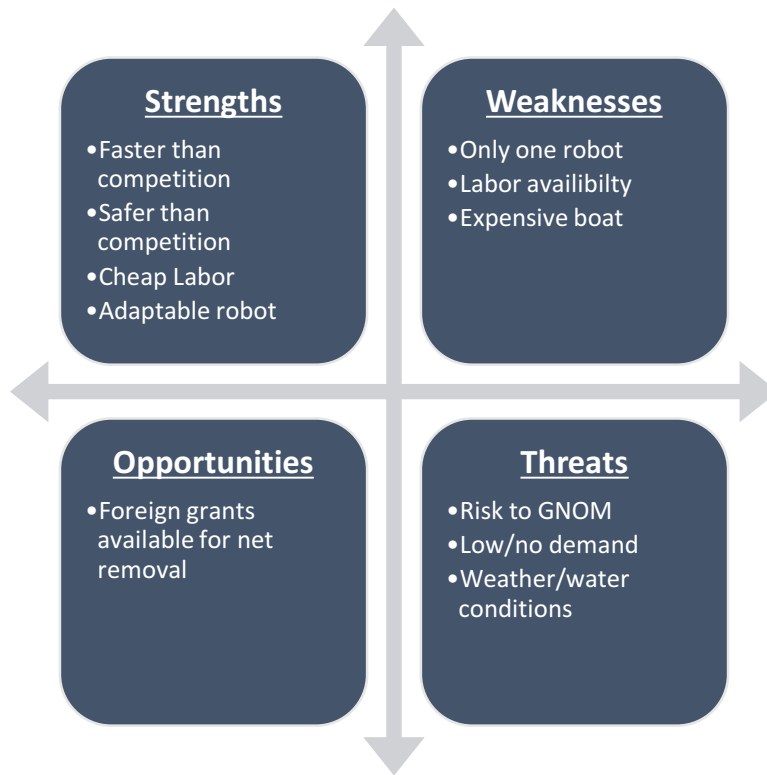 Strengths
•Faster than
competition
•Safer than
competition
•Cheap Labor
•Adaptable robot
Weaknesses
•Only one robot
•Labor availibilty
•Expensive boat
Opportunities
•Foreign grants
available for net
removal
Threats
•Risk to GNOM
•Low/no demand
•Weather/water
conditions